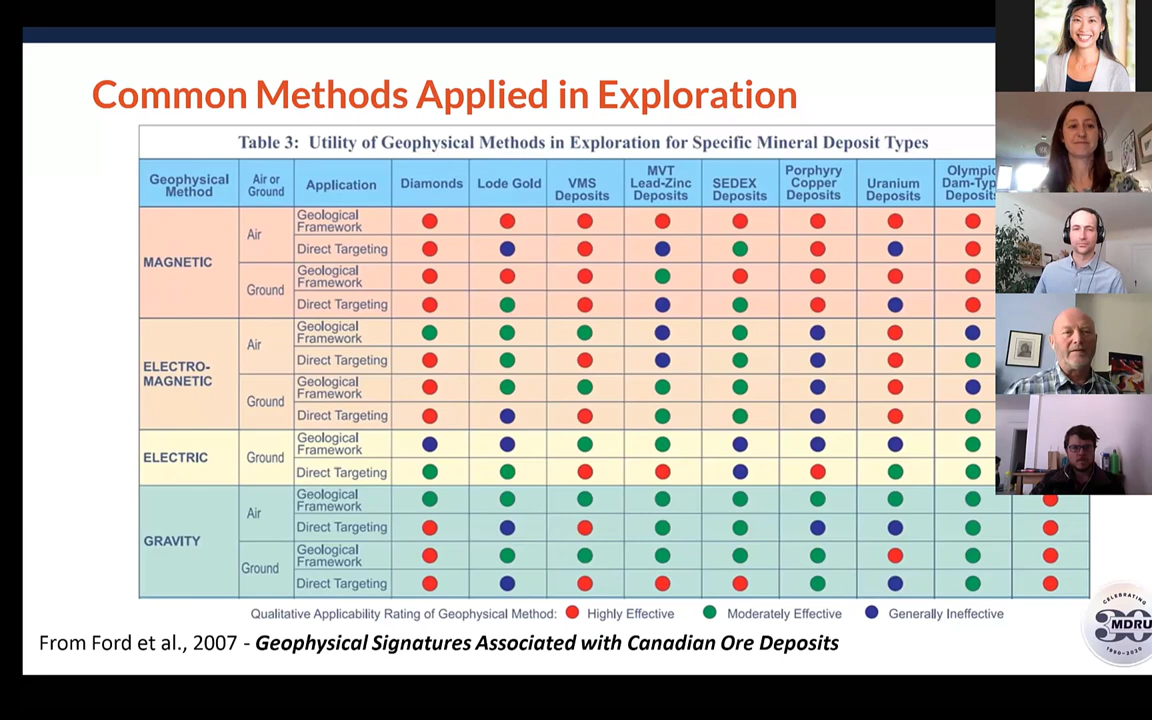 Common Methods Applied in Exploration
Table 3: Utility of Geophysical Methods in Exploration for Specific Mineral Deposit Types
Geophysical Method
Air or Ground
Application
Diamonds
Lode Gold
VMS Deposits
MVT Lead-Zinc Deposits
SEDEX Deposits
Porphyry Copper Deposits
Uranium Deposits
Olympic Dam-Typ Deposits
MAGNETIC
Air
Geological Framework
Direct Targeting
Ground
Geological Framework
Direct Targeting
ELECTRO-MAGNETIC
Air
Geological Framework
Direct Targeting
Ground
Geological Framework
Direct Targeting
ELECTRIC
Ground
Geological Framework
Direct Targeting
GRAVITY
Air
Geological Framework
Direct Targeting
Ground
Geological Framework
Direct Targeting
Qualitative Applicability Rating of Geophysical Method: Highly Effective Moderately Effective Generally Ineffective
From Ford et al., 2007 - Geophysical Signatures Associated with Canadian Ore Deposits
CELEBRATING
30
MDRU
1990-2020